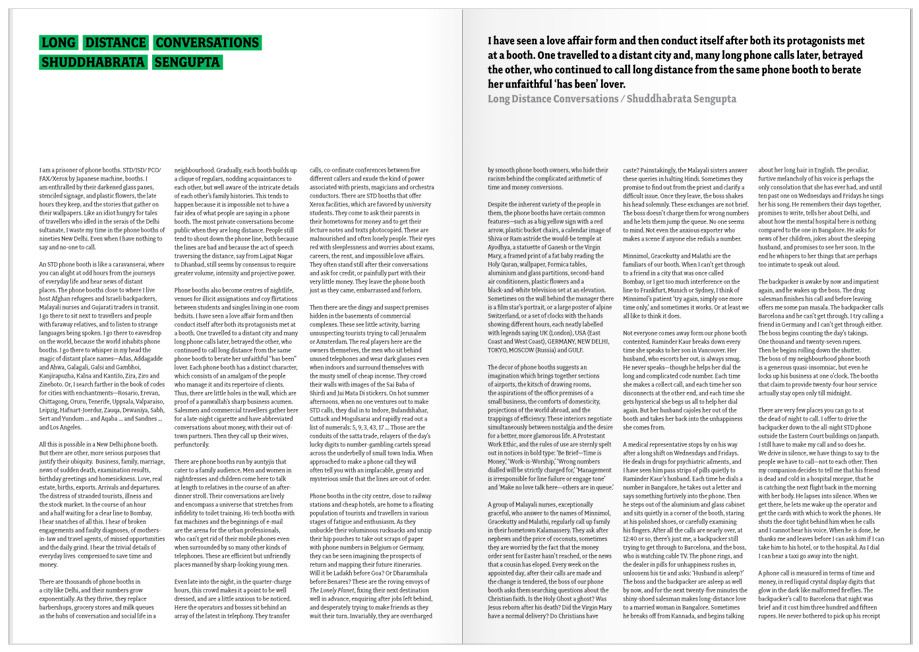 LONG DISTANCE CONVERSATIONS
SHUDDHABRATA SENGUPTA
I am a prisoner of phone booths. STD/ISD/ PCO/
FAX/Xerox by Japanese machine, booths. I
am enthralled by their darkened glass panes,
stenciled signage, and plastic flowers, the late
hours they keep, and the stories that gather on
their wallpapers. Like an idiot hungry for tales
of travellers who idled in the serais of the Delhi
sultanate, I waste my time in the phone booths of
nineties New Delhi. Even when I have nothing to
say and no-one to call.
An STD phone booth is like a caravanserai, where
you can alight at odd hours from the journeys
of everyday life and hear news of distant
places. The phone booths close to where I live
host Afghan refugees and Israeli backpackers,
Malayali nurses and Gujarati traders in transit.
I go there to sit next to travellers and people
with faraway relatives, and to listen to strange
languages being spoken. I go there to eavesdrop
on the world, because the world inhabits phone
booths. I go there to whisper in my head the
magic of distant place names—Adas, Addagadde
and Ahwa, Galagali, Galsi and Gambhoi,
Kanjirapuzha, Kalna and Kantilo, Zira, Ziro and
Zineboto. Or, I search farther in the book of codes
for cities with enchantments—Rosario, Erevan,
Chittagong, Oruro, Tenerife, Uppsala, Valparaiso,
Leipzig, Hafnart-Joerdur, Zauqa, Dewaniya, Sabh,
Sert and Yumden ... and Aqaba ... and Sandnes ...
and Los Angeles.
All this is possible in a New Delhi phone booth.
But there are other, more serious purposes that
justify their ubiquity. Business, family, marriage,
news of sudden death, examination results,
birthday greetings and homesickness. Love, real
estate, births, exports. Arrivals and departures.
The distress of stranded tourists, illness and
the stock market. In the course of an hour
and a half waiting for a clear line to Bombay,
I hear snatches of all this. I hear of broken
engagements and faulty diagnoses, of mothers-
in-law and travel agents, of missed opportunities
and the daily grind. I hear the trivial details of
everyday lives compressed to save time and
money.
There are thousands of phone booths in
a city like Delhi, and their numbers grow
exponentially. As they thrive, they replace
barbershops, grocery stores and milk queues
as the hubs of conversation and social life in a
neighbourhood. Gradually, each booth builds up
a clique of regulars, nodding acquaintances to
each other, but well aware of the intricate details
of each other's family histories. This tends to
happen because it is impossible not to have a
fair idea of what people are saying in a phone
booth. The most private conversations become
public when they are long distance. People still
tend to shout down the line, both because
the lines are bad and because the act of speech
traversing the distance, say from Lajpat Nagar
to Dhanbad, still seems by consensus to require
greater volume, intensity and projective power.
Phone booths also become centres of nightlife,
venues for illicit assignations and coy flirtations
between students and singles living in one-room
bedsits. I have seen a love affair form and then
conduct itself after both its protagonists met at
a booth. One travelled to a distant city and many
long phone calls later, betrayed the other, who
continued to call long distance from the same
phone booth to berate her unfaithful "has been"
lover. Each phone booth has a distinct character,
which consists of an amalgam of the people
who manage it and its repertoire of clients.
Thus, there are little holes in the wall, which are
proof of a paanwallah's sharp business acumen.
Salesmen and commercial travellers gather here
for a late-night cigarette and have abbreviated
conversations about money, with their out-of-
town partners. Then they call up their wives,
perfunctorily.
There are phone booths run by auntyjis that
cater to a family audience. Men and women in
nightdresses and children come here to talk
at length to relatives in the course of an after-
dinner stroll. Their conversations are lively
and encompass a universe that stretches from
infidelity to toilet training. Hi-tech booths with
fax machines and the beginnings of e-mail
are the arena for the urban professionals,
who can't get rid of their mobile phones even
when surrounded by so many other kinds of
telephones. These are efficient but unfriendly
places manned by sharp-looking young men.
Even late into the night, in the quarter-charge
hours, this crowd makes it a point to be well
dressed, and are a little anxious to be noticed.
Here the operators and bosses sit behind an
array of the latest in telephony. They transfer
calls, co-ordinate conferences between five
different callers and exude the kind of power
associated with priests, magicians and orchestra
conductors. There are STD booths that offer
Xerox facilities, which are favored by university
students. They come to ask their parents in
their hometowns for money and to get their
lecture notes and texts photocopied. These are
malnourished and often lonely people. Their eyes
red with sleeplessness and worries about exams,
careers, the rent, and impossible love affairs.
They often stand still after their conversations
and ask for credit, or painfully part with their
very little money. They leave the phone booth
just as they came, embarrassed and forlorn.
Then there are the dingy and suspect premises
hidden in the basements of commercial
complexes. These see little activity, barring
unsuspecting tourists trying to call Jerusalem
or Amsterdam. The real players here are the
owners themselves, the men who sit behind
unused telephones and wear dark glasses even
when indoors and surround themselves with
the musty smell of cheap incense. They crowd
their walls with images of the Sai Baba of
Shirdi and Jai Mata Di stickers. On hot summer
afternoons, when no one ventures out to make
STD calls, they dial in to Indore, Bulandshahar,
Cuttack and Muspisara and rapidly read out a
list of numerals: 5, 9, 3, 43, 17 ... Those are the
conduits of the satta trade, relayers of the day's
lucky digits to number-gambling cartels spread
across the underbelly of small town India. When
approached to make a phone call they will
often tell you with an implacable, greasy and
mysterious smile that the lines are out of order.
Phone booths in the city centre, close to railway
stations and cheap hotels, are home to a floating
population of tourists and travellers in various
stages of fatigue and enthusiasm. As they
unbuckle their voluminous rucksacks and unzip
their hip pouches to take out scraps of paper
with phone numbers in Belgium or Germany,
they can be seen imagining the prospects of
return and mapping their future itineraries.
Will it be Ladakh before Goa? Or Dharamshala
before Benares? These are the roving envoys of
The Lonely Planet, fixing their next destination
well in advance, enquiring after jobs left behind,
and desperately trying to make friends as they
wait their turn. Invariably, they are overcharged
I have seen a love affair form and then conduct itself after both its protagonists met
at a booth. One travelled to a distant city and, many long phone calls later, betrayed
the other, who continued to call long distance from the same phone booth to berate
her unfaithful 'has been' lover.
Long Distance Conversations / Shuddhabrata Sengupta
by smooth phone booth owners, who hide their
racism behind the complicated arithmetic of
time and money conversions.
Despite the inherent variety of the people in
them, the phone booths have certain common
features—such as a big yellow sign with a red
arrow, plastic bucket chairs, a calendar image of
Shiva or Ram astride the would-be temple at
Ayodhya, a statuette of Ganesh or the Virgin
Mary, a framed print of a fat baby reading the
Holy Quran, wallpaper, Formica tables,
aluminium and glass partitions, second-hand
air conditioners, plastic flowers and a
black-and-white television set at an elevation.
Sometimes on the wall behind the manager there
is a film star's portrait, or a large poster of alpine
Switzerland, or a set of clocks with the hands
showing different hours, each neatly labelled
with legends saying UK (London), USA (East
and West Coast), GERMANY, NEW DELHI,
TOKYO, MOSCOW (Russia) and GULF.
The decor of phone booths suggests an
imagination which brings together sections
of airports, the kitsch of drawing rooms,
the aspirations of the office premises of a
small business, the comforts of domesticity,
projections of the world abroad, and the
trappings of efficiency. These interiors negotiate
simultaneously between nostalgia and the desire
for a better, more glamorous life. A Protestant
Work Ethic, and the rules of use are sternly spelt
out in notices in bold type: 'Be Brief—Time is
Money,' 'Work-is-Worship,' 'Wrong numbers
dialled will be strictly charged for,' 'Management
is irresponsible for line failure or engage tone'
and 'Make no love talk here—others are in queue.'
A group of Malayali nurses, exceptionally
graceful, who answer to the names of Minnimol,
Gracekutty and Malathi, regularly call up family
in their hometown Kalamassery. They ask after
nephews and the price of coconuts, sometimes
they are worried by the fact that the money
order sent for Easter hasn't reached, or the news
that a cousin has eloped. Every week on the
appointed day, after their calls are made and
the change is tendered, the boss of our phone
booth asks them searching questions about the
Christian faith. Is the Holy Ghost a ghost? Was
Jesus reborn after his death? Did the Virgin Mary
have a normal delivery? Do Christians have
caste? Painstakingly, the Malayali sisters answer
these queries in halting Hindi. Sometimes they
promise to find out from the priest and clarify a
difficult issue. Once they leave, the boss shakes
his head solemnly. These exchanges are not brief.
The boss doesn't charge them for wrong numbers
and he lets them jump the queue. No one seems
to mind. Not even the anxious exporter who
makes a scene if anyone else redials a number.
Minnimol, Gracekutty and Malathi are the
familiars of our booth. When I can't get through
to a friend in a city that was once called
Bombay, or I get too much interference on the
line to Frankfurt, Munich or Sydney, I think of
Minnimol's patient 'try again, simply one more
time only,' and sometimes it works. Or at least we
all like to think it does.
Not everyone comes away from our phone booth
contented. Raminder Kaur breaks down every
time she speaks to her son in Vancouver. Her
husband, who escorts her out, is always smug.
He never speaks—though he helps her dial the
long and complicated code number. Each time
she makes a collect call, and each time her son
disconnects at the other end, and each time she
gets hysterical she begs us all to help her dial
again. But her husband cajoles her out of the
booth and takes her back into the unhappiness
she comes from.
A medical representative stops by on his way
after a long shift on Wednesdays and Fridays.
He deals in drugs for psychiatric ailments, and
I have seen him pass strips of pills quietly to
Raminder Kaur's husband. Each time he dials a
number in Bangalore, he takes out a letter and
says something furtively into the phone. Then
he steps out of the aluminium and glass cabinet
and sits quietly in a corner of the booth, staring
at his polished shoes, or carefully examining
his fingers. After all the calls are nearly over, at
12:40 or so, there's just me, a backpacker still
trying to get through to Barcelona, and the boss,
who is watching cable TV. The phone rings, and
the dealer in pills for unhappiness rushes in,
unloosens his tie and asks: 'Husband is asleep?'
The boss and the backpacker are asleep as well
by now, and for the next twenty five minutes the
shiny-shoed salesman makes long-distance love
to a married woman in Bangalore. Sometimes
he breaks off from Kannada, and begins talking
about her long hair in English. The peculiar,
furtive melancholy of his voice is perhaps the
only consolation that she has ever had, and until
ten past one on Wednesdays and Fridays he sings
her his song. He remembers their days together,
promises to write, tells her about Delhi, and
about how the mental hospital here is nothing
compared to the one in Bangalore. He asks for
news of her children, jokes about the sleeping
husband, and promises to see her soon. In the
end he whispers to her things that are perhaps
too intimate to speak out aloud.
The backpacker is awake by now and impatient
again, and he wakes up the boss. The drug
salesman finishes his call and before leaving
offers me some pan masala. The backpacker calls
Barcelona and he can't get through. I try calling a
friend in Germany and I can't get through either.
The boss begins counting the day's takings.
One thousand and twenty-seven rupees.
Then he begins rolling down the shutter.
The boss of my neighbourhood phone booth
is a generous quasi-insomniac, but even he
locks up his business at one o'clock. The booths
that claim to provide twenty-four hour service
actually stay open only till midnight.
There are very few places you can go to at
the dead of night to call. I offer to drive the
backpacker down to the all-night STD phone
outside the Eastern Court buildings on Janpath.
I still have to make my call and so does he.
We drive in silence, we have things to say to the
people we have to call—not to each other. Then
my companion decides to tell me that his friend
is dead and cold in a hospital morgue, that he
is catching the next flight back in the morning
with her body. He lapses into silence. When we
get there, he lets me wake up the operator and
get the cards with which to work the phones. He
shuts the door tight behind him when he calls
and I cannot hear his voice. When he is done, he
thanks me and leaves before I can ask him if I can
take him to his hotel, or to the hospital. As I dial
I can hear a taxi go away into the night.
A phone call is measured in terms of time and
money, in red liquid crystal display digits that
glow in the dark like malformed fireflies. The
backpacker's call to Barcelona that night was
brief and it cost him three hundred and fifteen
rupees. He never bothered to pick up his receipt